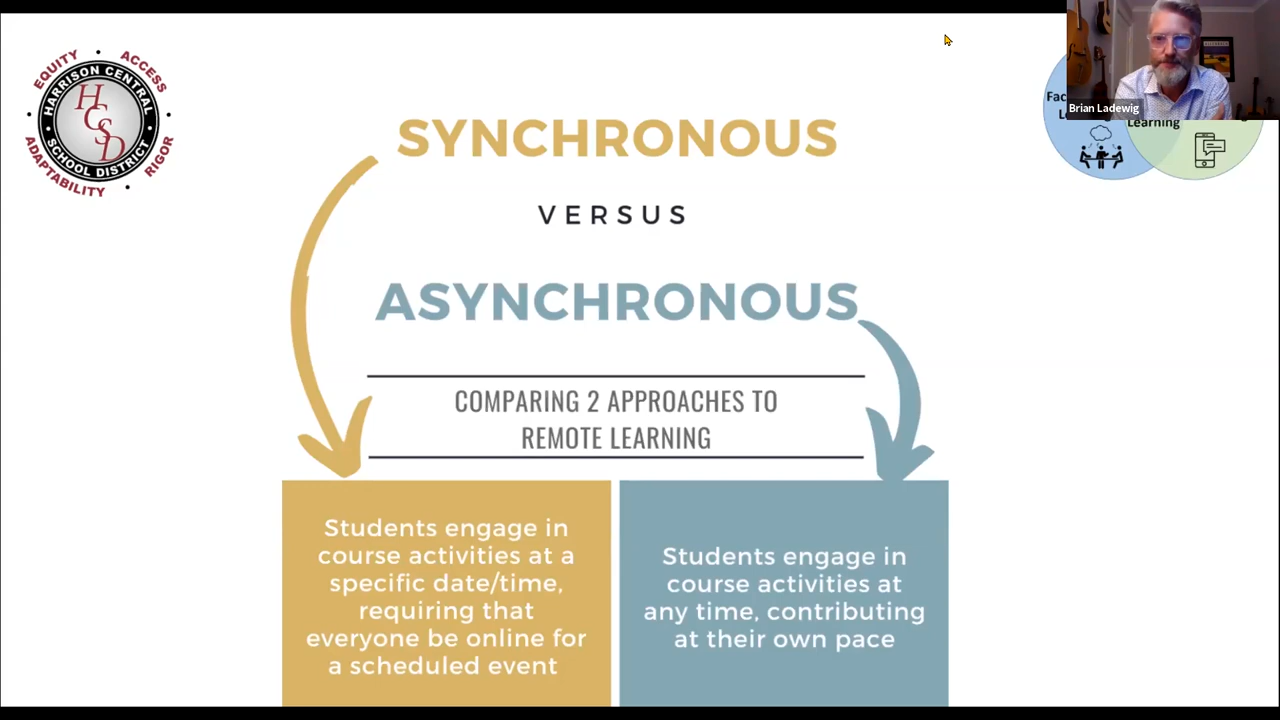 EQUITY
ACCESS
HARRISON CENTRAL
HCSD
SCHOOL DISTRICT
ADAPTABILITY
RIGOR
Brian Ladewig
Learning
SYNCHRONOUS
VERSUS
ASYNCHRONOUS
COMPARING 2 APPROACHES TO
REMOTE LEARNING
Students engage in
course activities at a
specific date/time,
requiring that
everyone be online for
a scheduled event
Students engage in
course activities at
any time, contributing
at their own pace